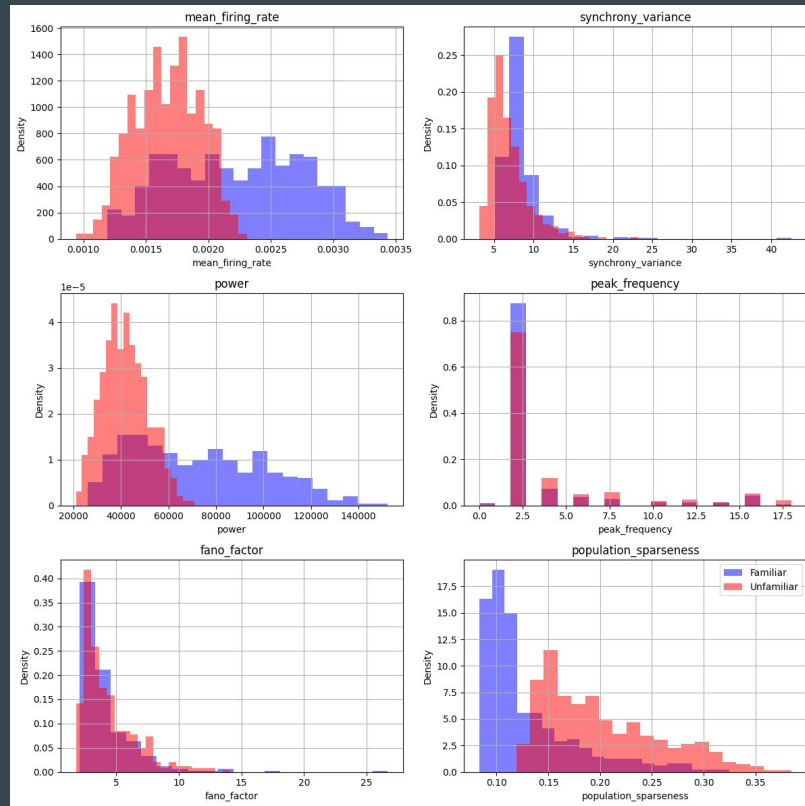 mean_firing_rate
1600
1400
1200
1000
800
600
400
200
0
Density
0.0010 0.0015 0.0020 0.0025 0.0030 0.0035
mean_firing_rate
synchrony_variance
0.25
0.20
0.15
0.10
0.05
0.00
Density
5 10 15 20 25 30 35 40
synchrony_variance
power
1e−5
4
3
2
1
0
Density
20000 40000 60000 80000 100000 120000 140000
power
peak_frequency
0.8
0.6
0.4
0.2
0.0
Density
0.0 2.5 5.0 7.5 10.0 12.5 15.0 17.5
peak_frequency
fano_factor
0.40
0.35
0.30
0.25
0.20
0.15
0.10
0.05
0.00
Density
5 10 15 20 25
fano_factor
population_sparseness
Familiar
Unfamiliar
17.5
15.0
12.5
10.0
7.5
5.0
2.5
0.0
Density
0.10 0.15 0.20 0.25 0.30 0.35
population_sparseness